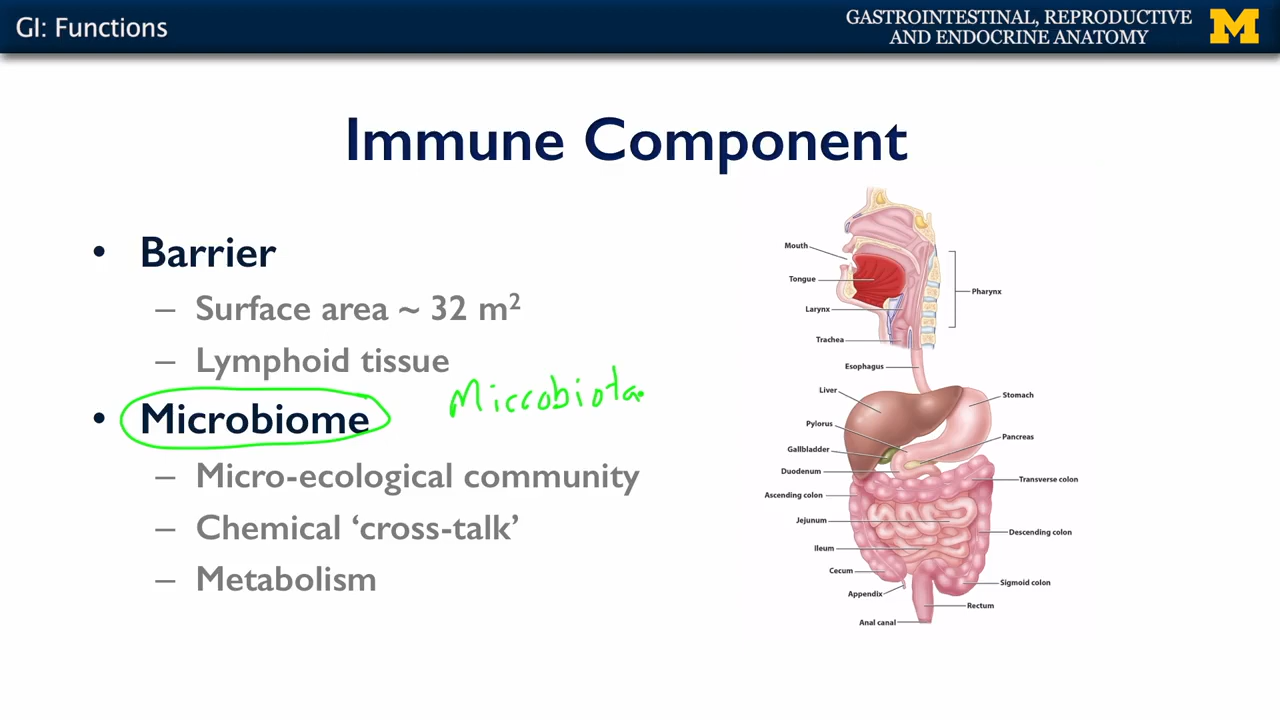 GI: Functions
GASTROINTESTINAL, REPRODUCTIVE
AND ENDOCRINE ANATOMY
M
Immune Component
• Barrier
– Surface area ~ 32 m²
– Lymphoid tissue
Microbiota
• Microbiome
– Micro-ecological community
– Chemical ‘cross-talk’
– Metabolism
Mouth
Tongue
Pharynx
Larynx
Trachea
Esophagus
Liver
Stomach
Pylorus
Pancreas
Gallbladder
Duodenum
Transverse colon
Ascending colon
Jejunum
Descending colon
Ileum
Cecum
Sigmoid colon
Appendix
Rectum
Anal canal